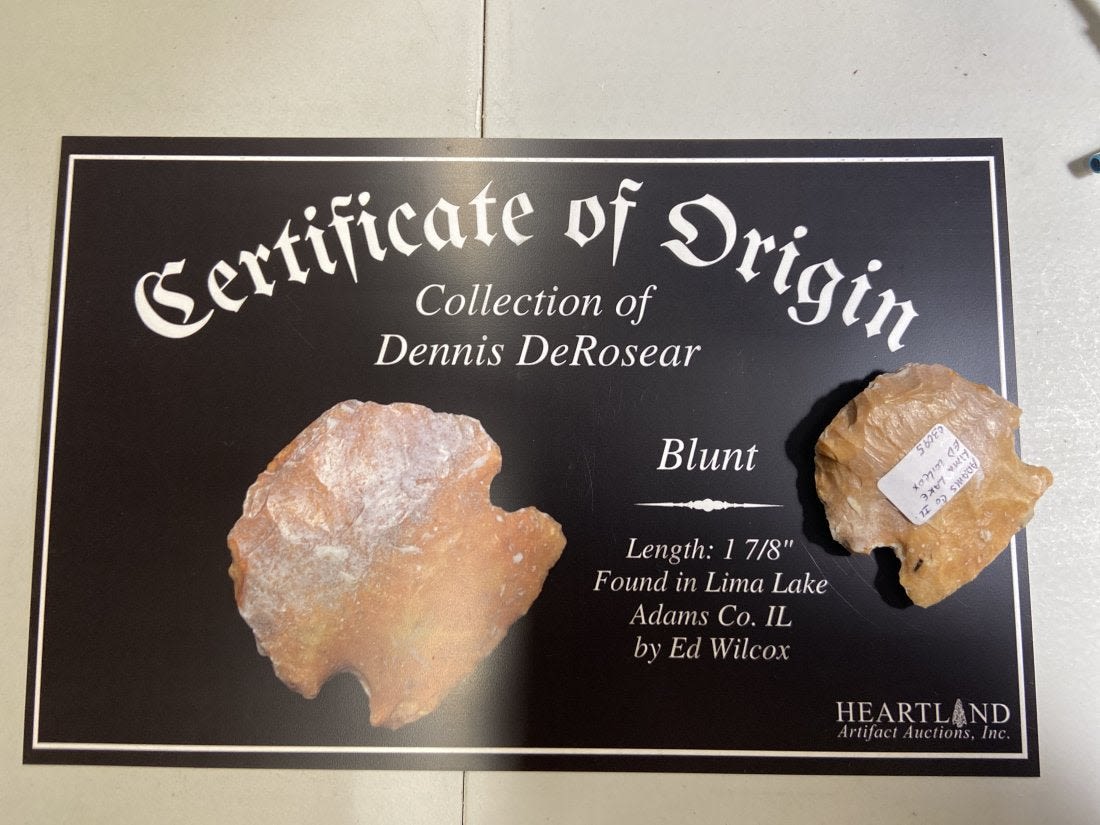 Certificate of Origin
Collection of
Dennis DeRosear
Blunt
Length: 1 7/8"
Found in Lima Lake
Adams Co. IL
by Ed Wilcox
ADAMS CO IL.
LIMA LAKE
ED WILCOX
HEARTLAND
Artifact Auctions, Inc.